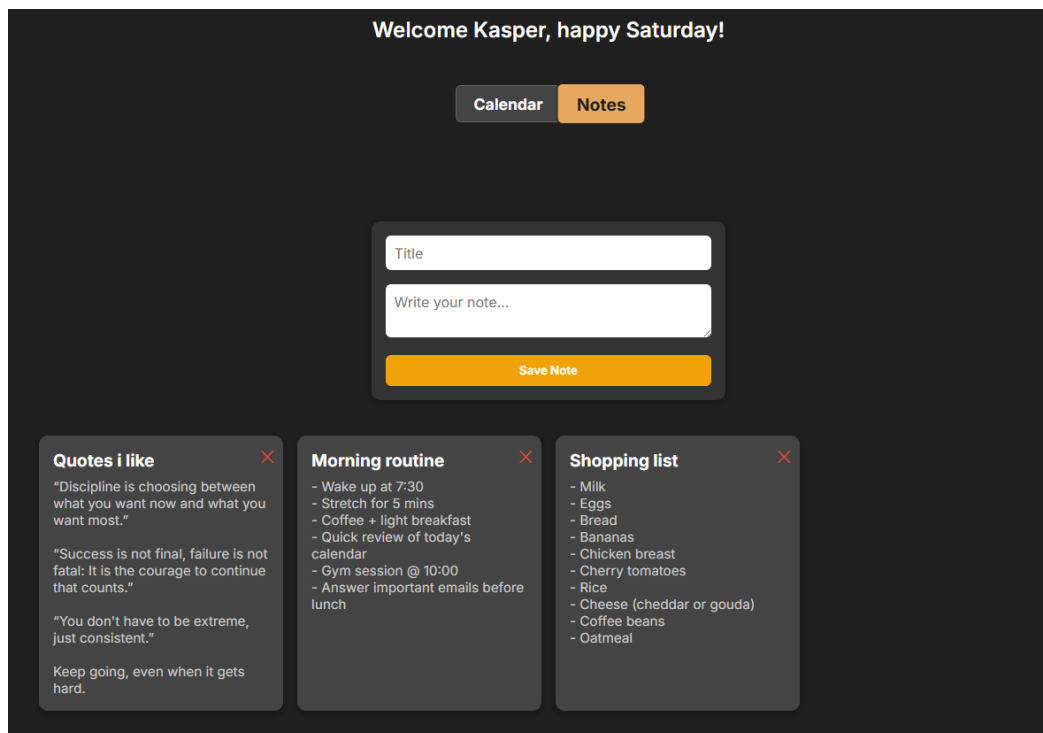 Welcome Kasper, happy Saturday!
Calendar
Notes
Title
Write your note...
Save Note
Quotes i like
“Discipline is choosing between
what you want now and what you
want most.”
“Success is not final, failure is not
fatal: It is the courage to continue
that counts.”
“You don't have to be extreme,
just consistent.”
Keep going, even when it gets
hard.
Morning routine
- Wake up at 7:30
- Stretch for 5 mins
- Coffee + light breakfast
- Quick review of today's
calendar
- Gym session @ 10:00
- Answer important emails before
lunch
Shopping list
- Milk
- Eggs
- Bread
- Bananas
- Chicken breast
- Cherry tomatoes
- Rice
- Cheese (cheddar or gouda)
- Coffee beans
- Oatmeal